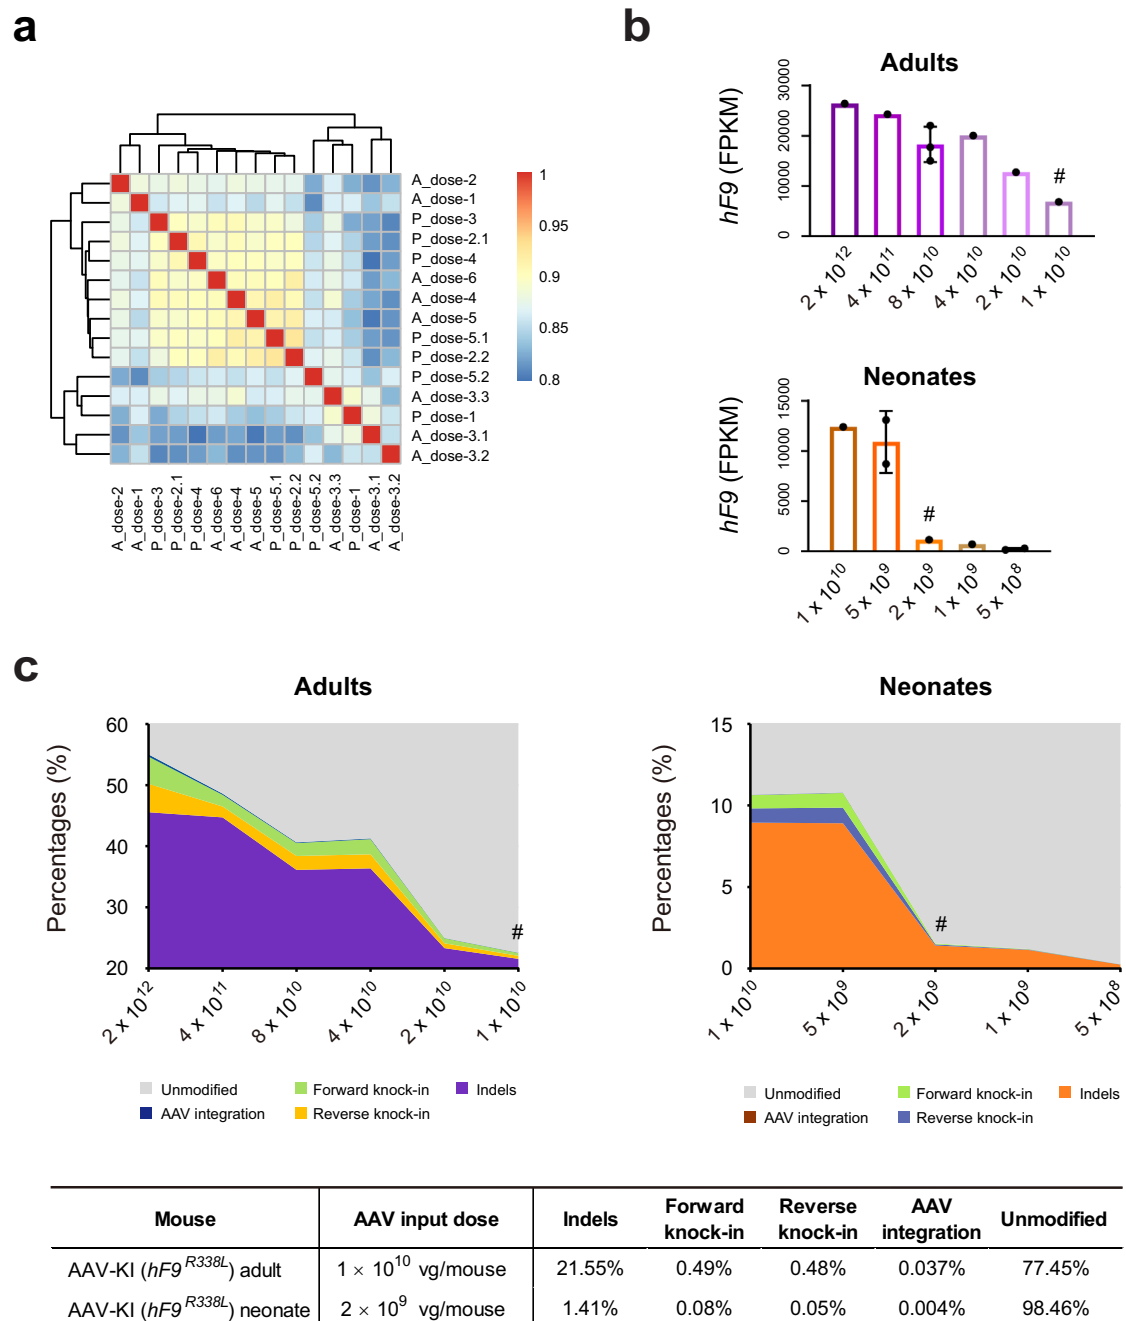 a
A_dose-2
A_dose-1
P_dose-3
P_dose-2.1
P_dose-4
A_dose-6
A_dose-4
A_dose-5
P_dose-5.1
P_dose-2.2
P_dose-5.2
A_dose-3.3
P_dose-1
A_dose-3.1
A_dose-3.2
1
0.95
0.9
0.85
0.8
A_dose-2
A_dose-1
P_dose-3
P_dose-2.1
P_dose-4
A_dose-6
A_dose-4
A_dose-5
P_dose-5.1
P_dose-2.2
P_dose-5.2
A_dose-3.3
P_dose-1
A_dose-3.1
A_dose-3.2
b
Adults
hF9 (FPKM)
30000
20000
10000
0
#
2 x 10^12
4 x 10^11
8 x 10^10
4 x 10^10
2 x 10^10
1 x 10^10
Neonates
hF9 (FPKM)
15000
10000
5000
0
#
1 x 10^10
5 x 10^9
2 x 10^9
1 x 10^9
5 x 10^8
c
Adults
Percentages (%)
60
50
40
30
20
#
2 x 10^12
4 x 10^11
8 x 10^10
4 x 10^10
2 x 10^10
1 x 10^10
Unmodified
Forward knock-in
Indels
AAV integration
Reverse knock-in
Neonates
Percentages (%)
15
10
5
0
#
1 x 10^10
5 x 10^9
2 x 10^9
1 x 10^9
5 x 10^8
Unmodified
Forward knock-in
Indels
AAV integration
Reverse knock-in
Mouse AAV input dose Indels Forward knock-in Reverse knock-in AAV integration Unmodified
AAV-KI (hF9^R338L) adult 1 × 10^10 vg/mouse 21.55% 0.49% 0.48% 0.037% 77.45%
AAV-KI (hF9^R338L) neonate 2 × 10^9 vg/mouse 1.41% 0.08% 0.05% 0.004% 98.46%